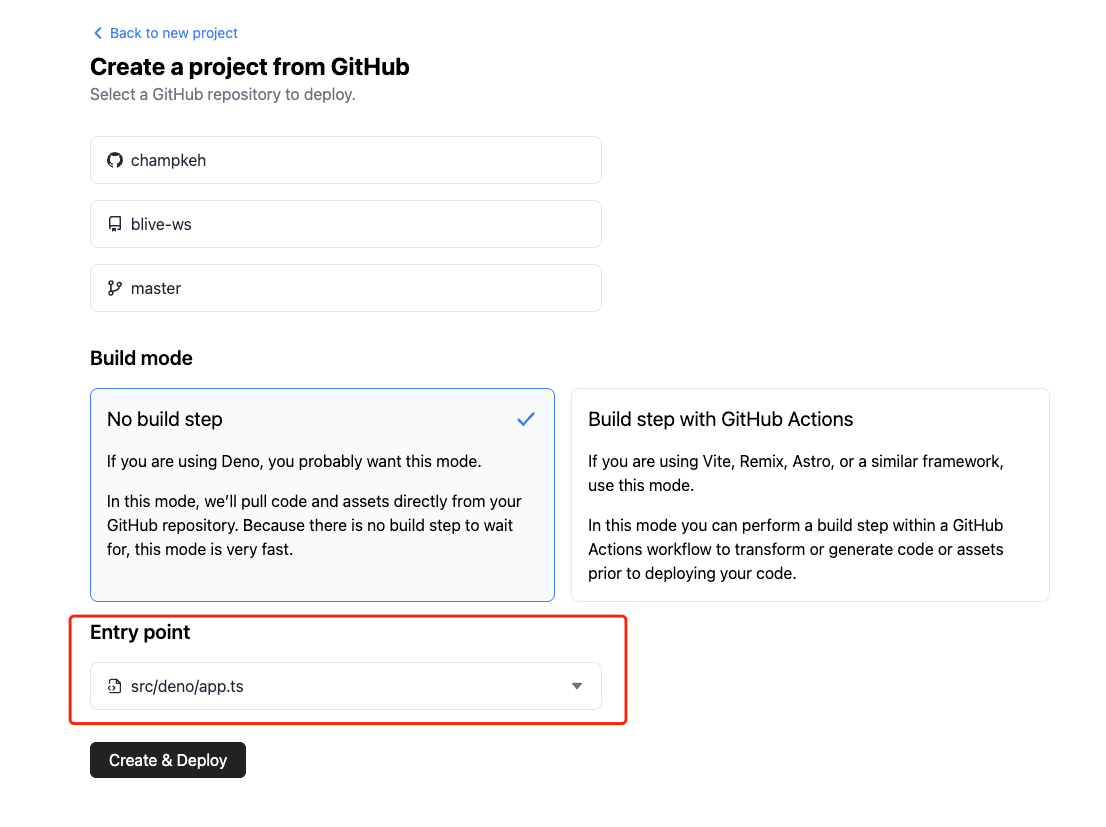 Back to new project
Create a project from GitHub
Select a GitHub repository to deploy.
champkeh
blive-ws
master
Build mode
No build step
If you are using Deno, you probably want this mode.
In this mode, we’ll pull code and assets directly from your
GitHub repository. Because there is no build step to wait
for, this mode is very fast.
Build step with GitHub Actions
If you are using Vite, Remix, Astro, or a similar framework,
use this mode.
In this mode you can perform a build step within a GitHub
Actions workflow to transform or generate code or assets
prior to deploying your code.
Entry point
src/deno/app.ts
Create & Deploy